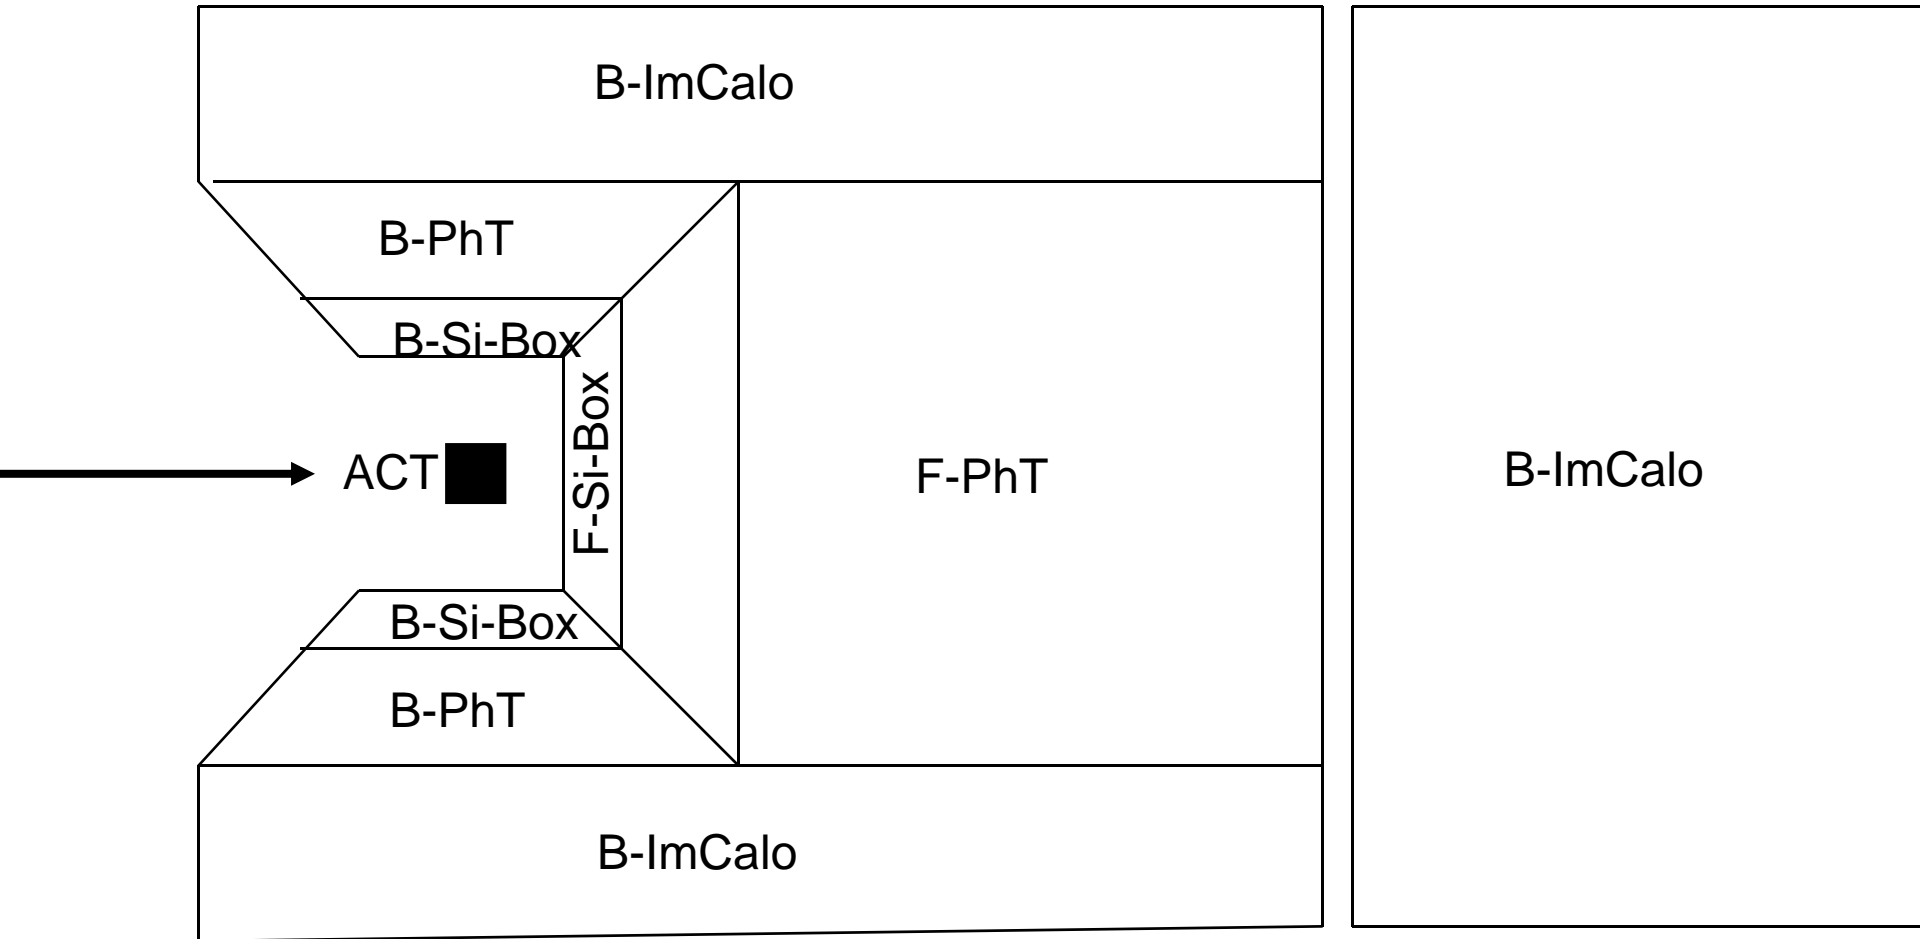 B-ImCalo
B-PhT
B-Si-Box
F-Si-Box
ACT
F-PhT
B-ImCalo
B-Si-Box
B-PhT
B-ImCalo